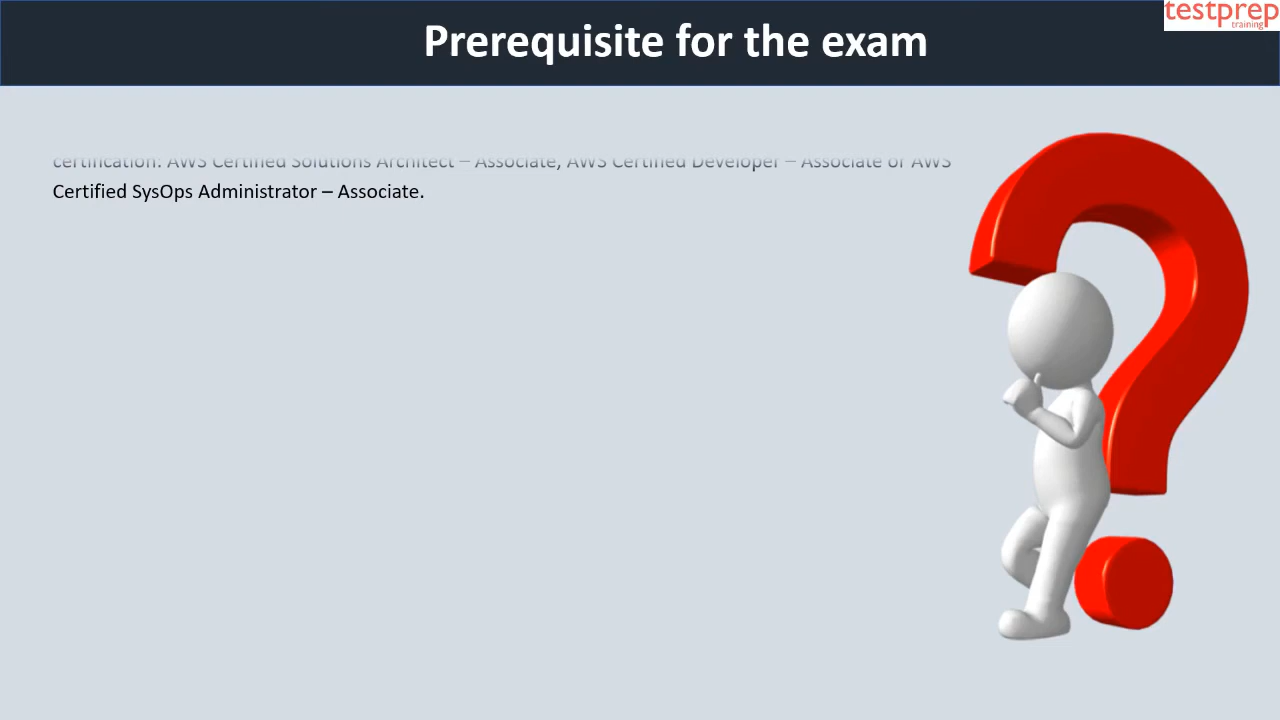 testprep
training
Prerequisite for the exam
certification: AWS Certified Solutions Architect – Associate, AWS Certified Developer – Associate or AWS
Certified SysOps Administrator – Associate.